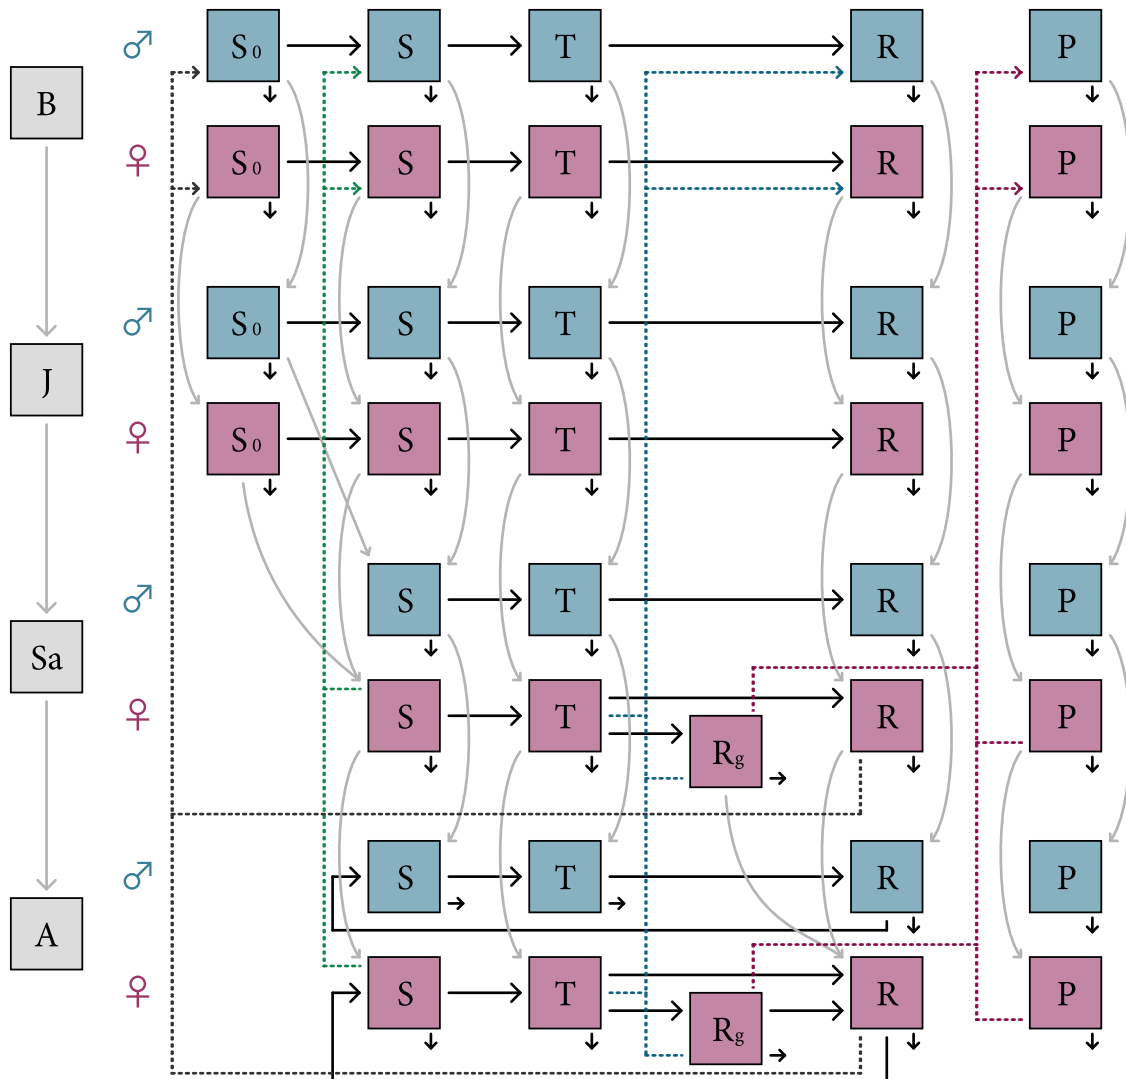 ♂ S0 S T R P
B
♀ S0 S T R P
♂ S0 S T R P
J
♀ S0 S T R P
♂ S T R P
Sa
♀ S T Rg R P
♂ S T R P
A
♀ S T Rg R P